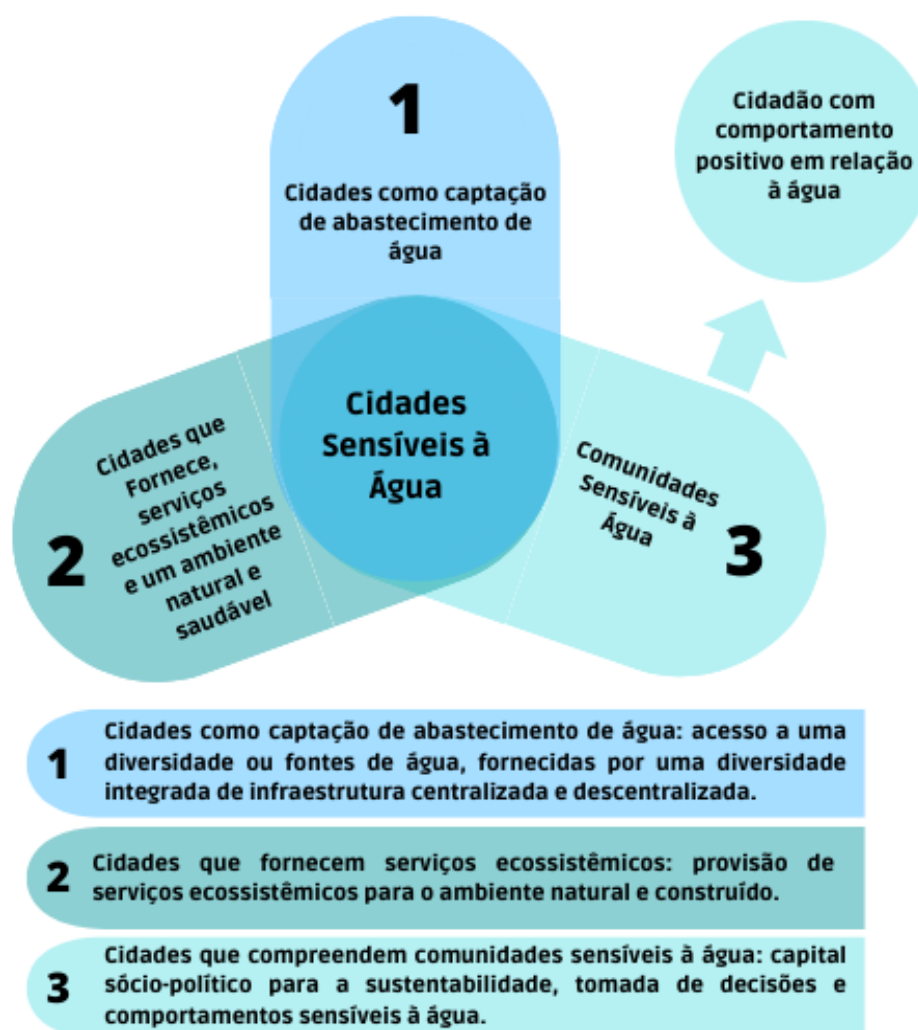 1
Cidades como captação
de abastecimento de
água
Cidadão com
comportamento
positivo em relação
à água
Cidades
Sensíveis à
Água
2
Cidades que
Fornece,
serviços
ecossistêmicos
e um ambiente
natural e
saudável
Comunidades
Sensíveis à
Água
3
1
Cidades como captação de abastecimento de água: acesso a uma
diversidade ou fontes de água, fornecidas por uma diversidade
integrada de infraestrutura centralizada e descentralizada.
2
Cidades que fornecem serviços ecossistêmicos: provisão de
serviços ecossistêmicos para o ambiente natural e construído.
3
Cidades que compreendem comunidades sensíveis à água: capital
sócio-político para a sustentabilidade, tomada de decisões e
comportamentos sensíveis à água.